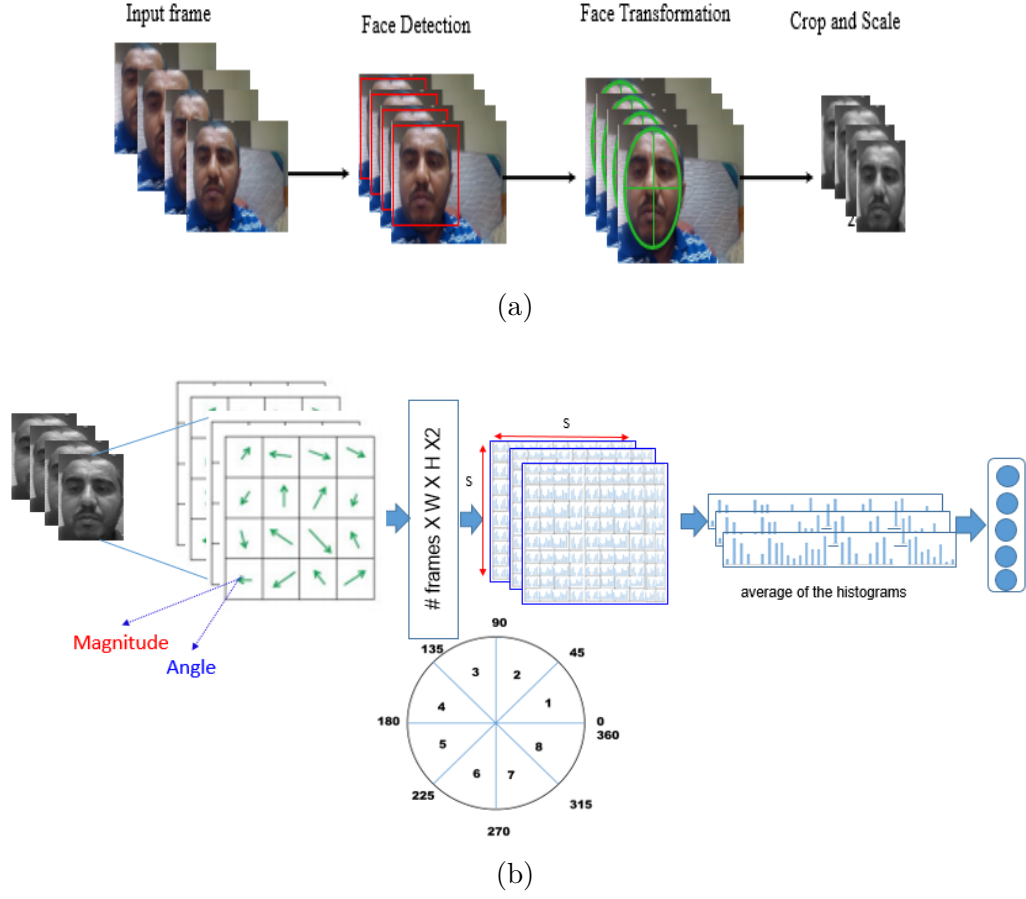 Input frame
Face Detection
Face Transformation
Crop and Scale
(a)
S
S
# frames X W X H X2
average of the histograms
Magnitude
Angle
90
135
45
3
2
4
1
180
0
360
5
8
6
7
225
315
270
(b)